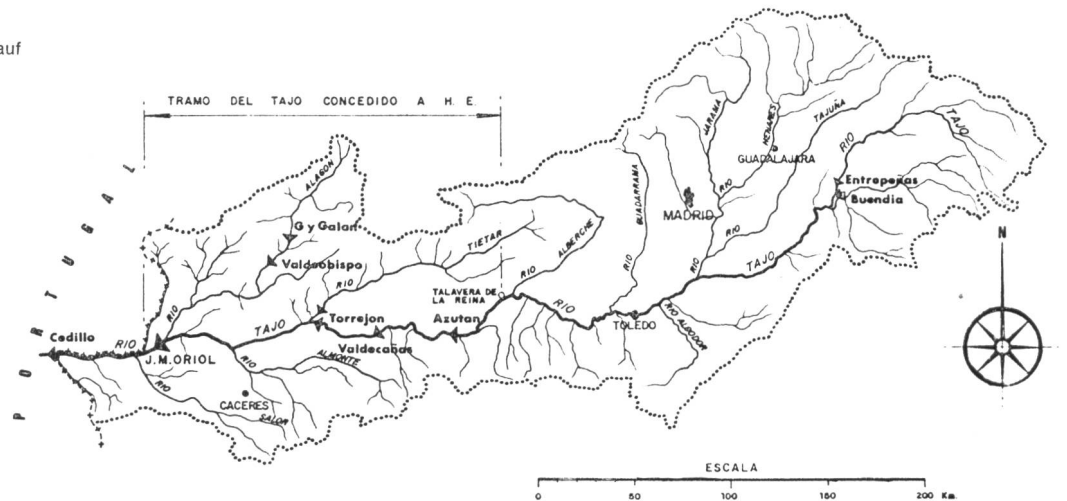 auf
TRAMO DEL TAJO CONCEDIDO A H. E.
PORTUGAL
ALAGON
G y Galan
Valdeobispo
RIO
TIETAR
RIO
ALBERCHE
RIO
GUADARRAMA
RIO
JARAMA
RIO
HENARES
TAJUÑA
RIO
GUADALAJARA
MADRID
RIO
TAJO
Entrepeñas
Buendia
TAJO
RIO
TALAVERA DE
LA REINA
RIO
TOLEDO
RIO ALGODOR
Cedillo
RIO
J.M. ORIOL
TAJO
Torrejon
Valdecañas
Azutan
RIO
ALMONTE
CACERES
RIO
SALOR
N
ESCALA
0 50 100 150 200 Km.